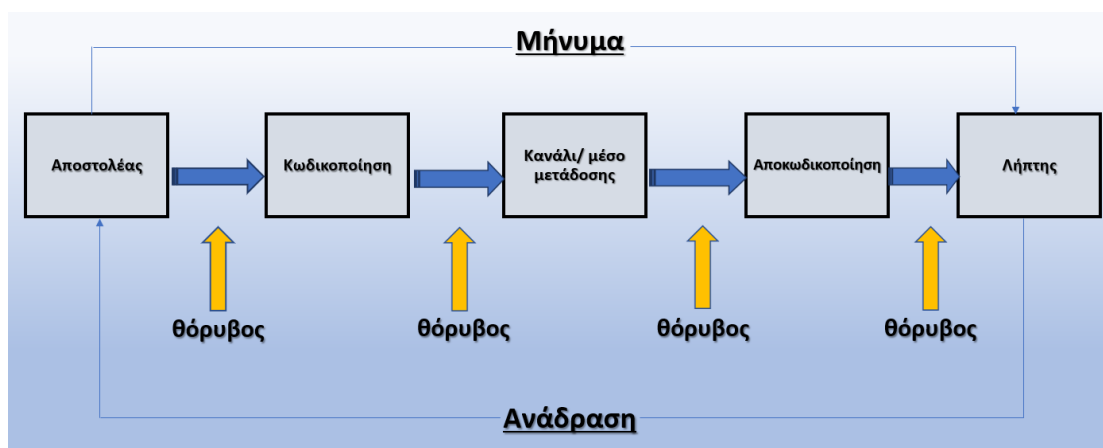 Μήνυμα
Αποστολέας
Κωδικοποίηση
Κανάλι/ μέσο
μετάδοσης
Αποκωδικοποίηση
Λήπτης
θόρυβος
θόρυβος
θόρυβος
θόρυβος
Ανάδραση